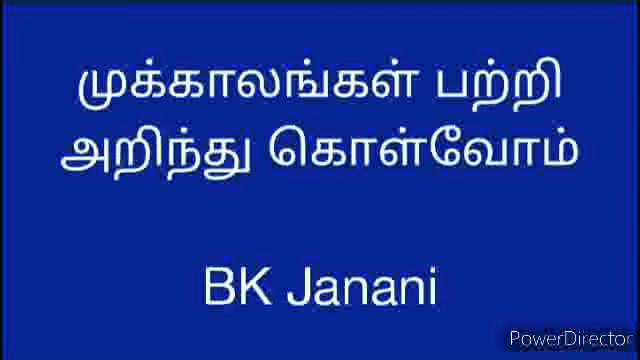 முக்காலங்கள் பற்றி
அறிந்து கொள்வோம்
BK Janani
PowerDirector